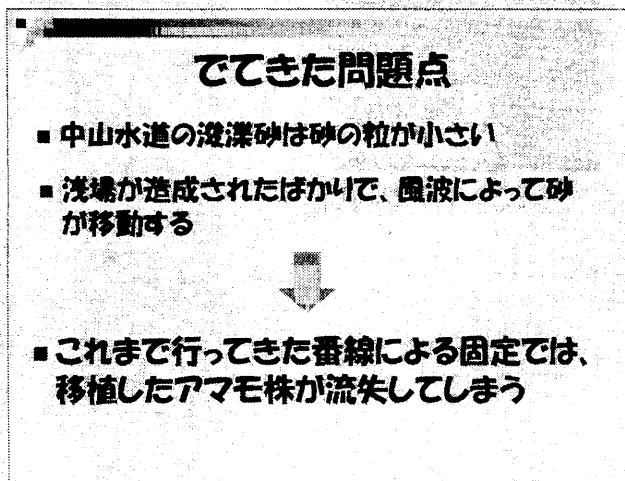 でてきた問題点
■ 中山水道の浚渫砂は砂の粒が小さい
■ 浅場が造成されたばかりで、風波によって砂
が移動する
■ これまで行ってきた番線による固定では、
移植したアマモ株が流失してしまう